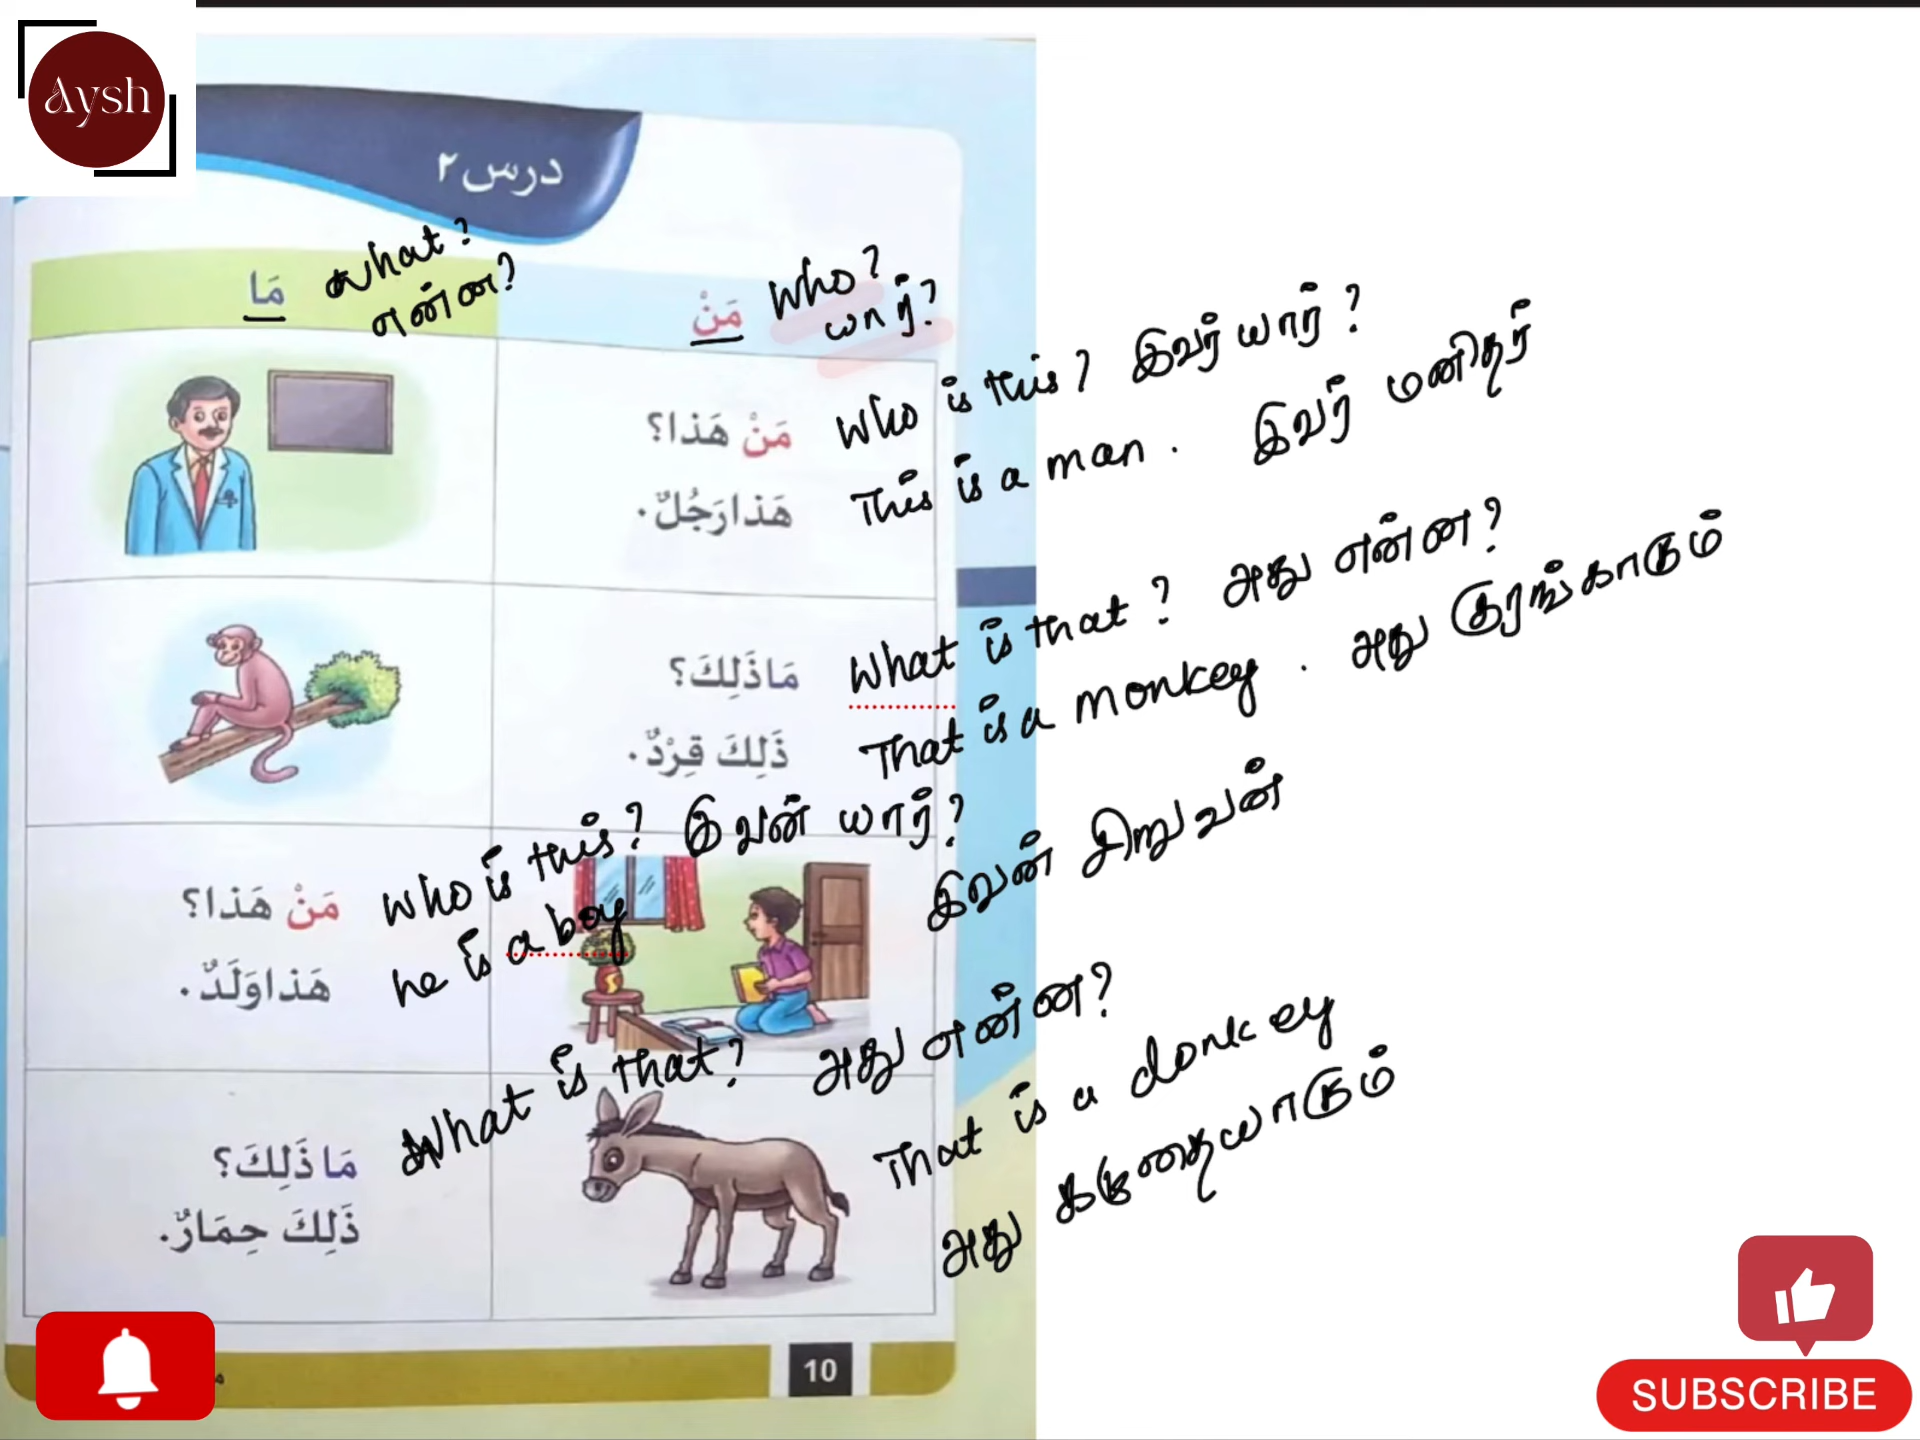 Aysh
درس ٢
مَا
what?
என்ன?
مَنْ
who?
யார்?
مَنْ هَذا؟
who is this? இவர் யார்?
هَذا رَجُلٌ.
This is a man. இவர் மனிதர்
مَا ذَلِكَ؟
What is that? அது என்ன?
ذَلِكَ قِرْدٌ.
That is a monkey. அது குரங்காகும்
مَنْ هَذا؟
who is this? இவன் யார்?
هَذا وَلَدٌ.
he is a boy
இவன் சிறுவன்
مَا ذَلِكَ؟
What is that? அது என்ன?
ذَلِكَ حِمَارٌ.
That is a donkey
அது கழுதையாகும்
10
SUBSCRIBE